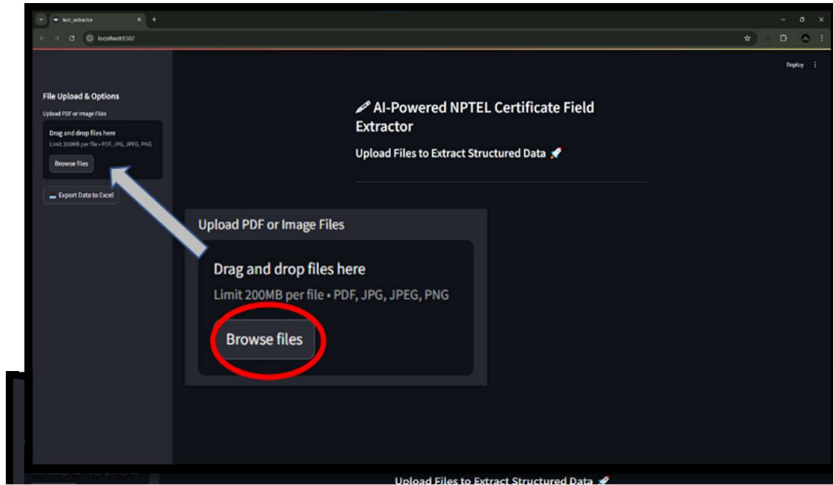 text_extractor
localhost:8502
Deploy
File Upload & Options
Upload PDF or Image Files
Drag and drop files here
Limit 200MB per file • PDF, JPG, JPEG, PNG
Browse files
Export Data to Excel
AI-Powered NPTEL Certificate Field
Extractor
Upload Files to Extract Structured Data
Upload PDF or Image Files
Drag and drop files here
Limit 200MB per file • PDF, JPG, JPEG, PNG
Browse files
Upload Files to Extract Structured Data